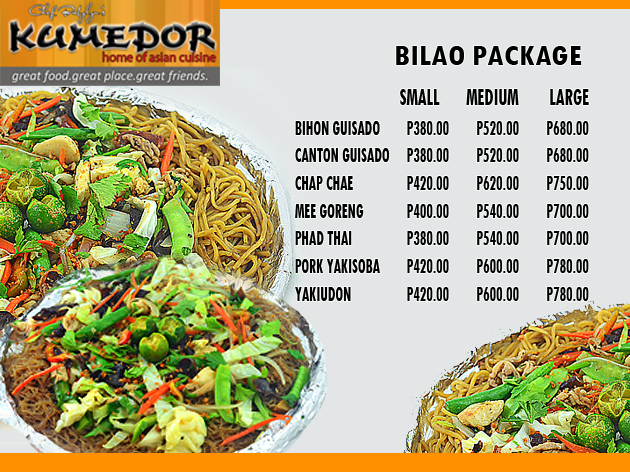 KUMEDOR
home of asian cuisine
great food.great place.great friends.
BILAO PACKAGE
SMALL MEDIUM LARGE
BIHON GUISADO P380.00 P520.00 P680.00
CANTON GUISADO P380.00 P520.00 P680.00
CHAP CHAE P420.00 P620.00 P750.00
MEE GORENG P400.00 P540.00 P700.00
PHAD THAI P380.00 P540.00 P700.00
PORK YAKISOBA P420.00 P600.00 P780.00
YAKIUDON P420.00 P600.00 P780.00